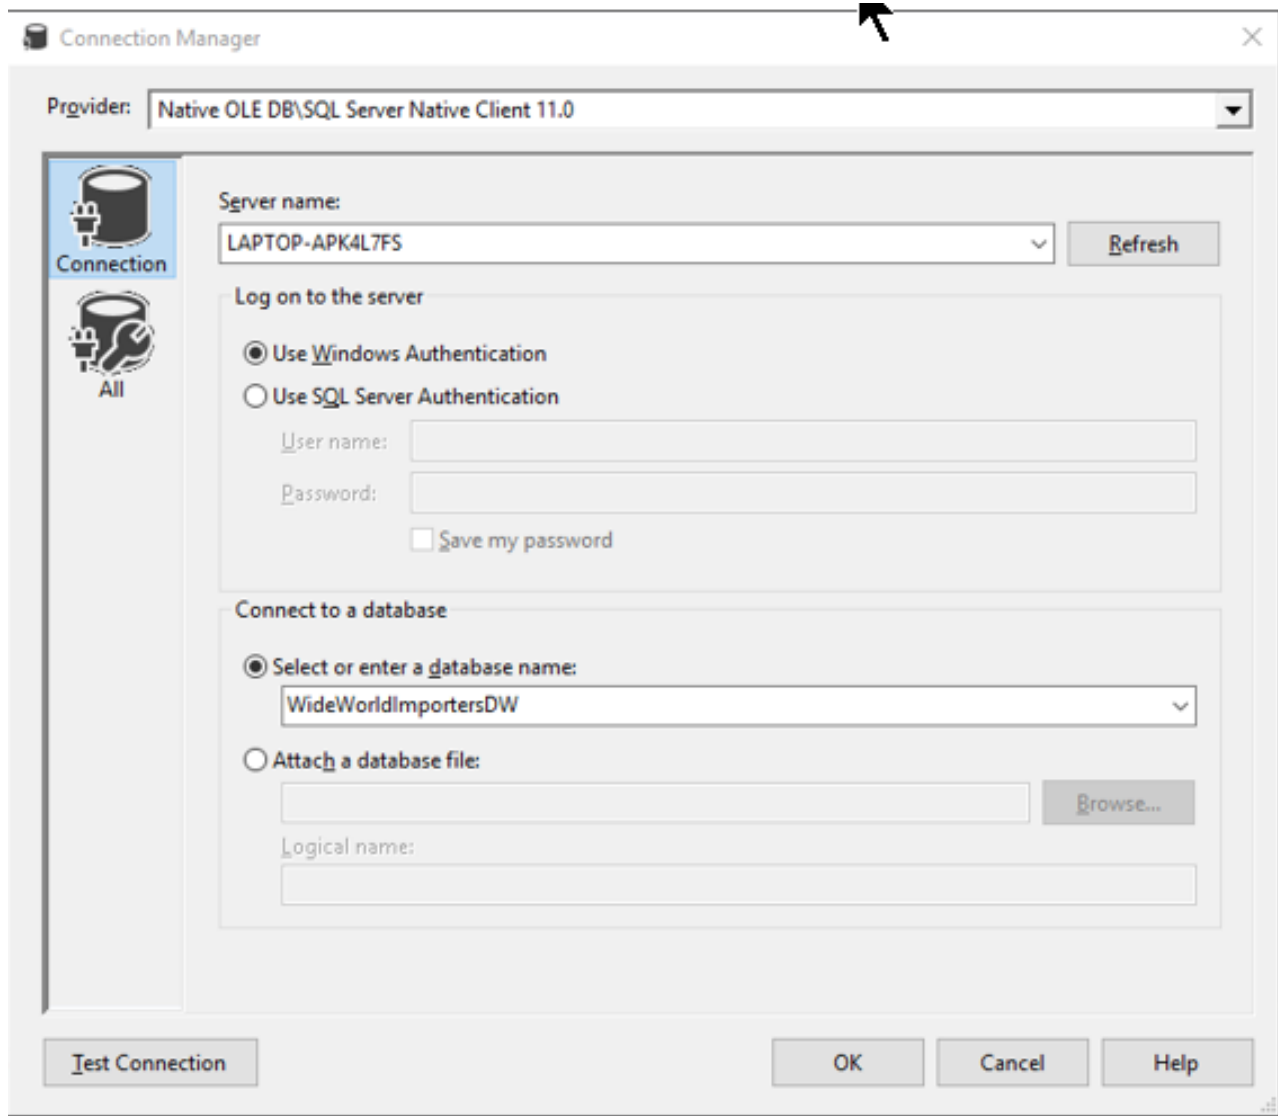 Connection Manager
Provider: Native OLE DB\SQL Server Native Client 11.0
Connection
All
Server name:
LAPTOP-APK4L7FS
Refresh
Log on to the server
Use Windows Authentication
Use SQL Server Authentication
User name:
Password:
Save my password
Connect to a database
Select or enter a database name:
WideWorldImportersDW
Attach a database file:
Browse...
Logical name:
Test Connection
OK
Cancel
Help